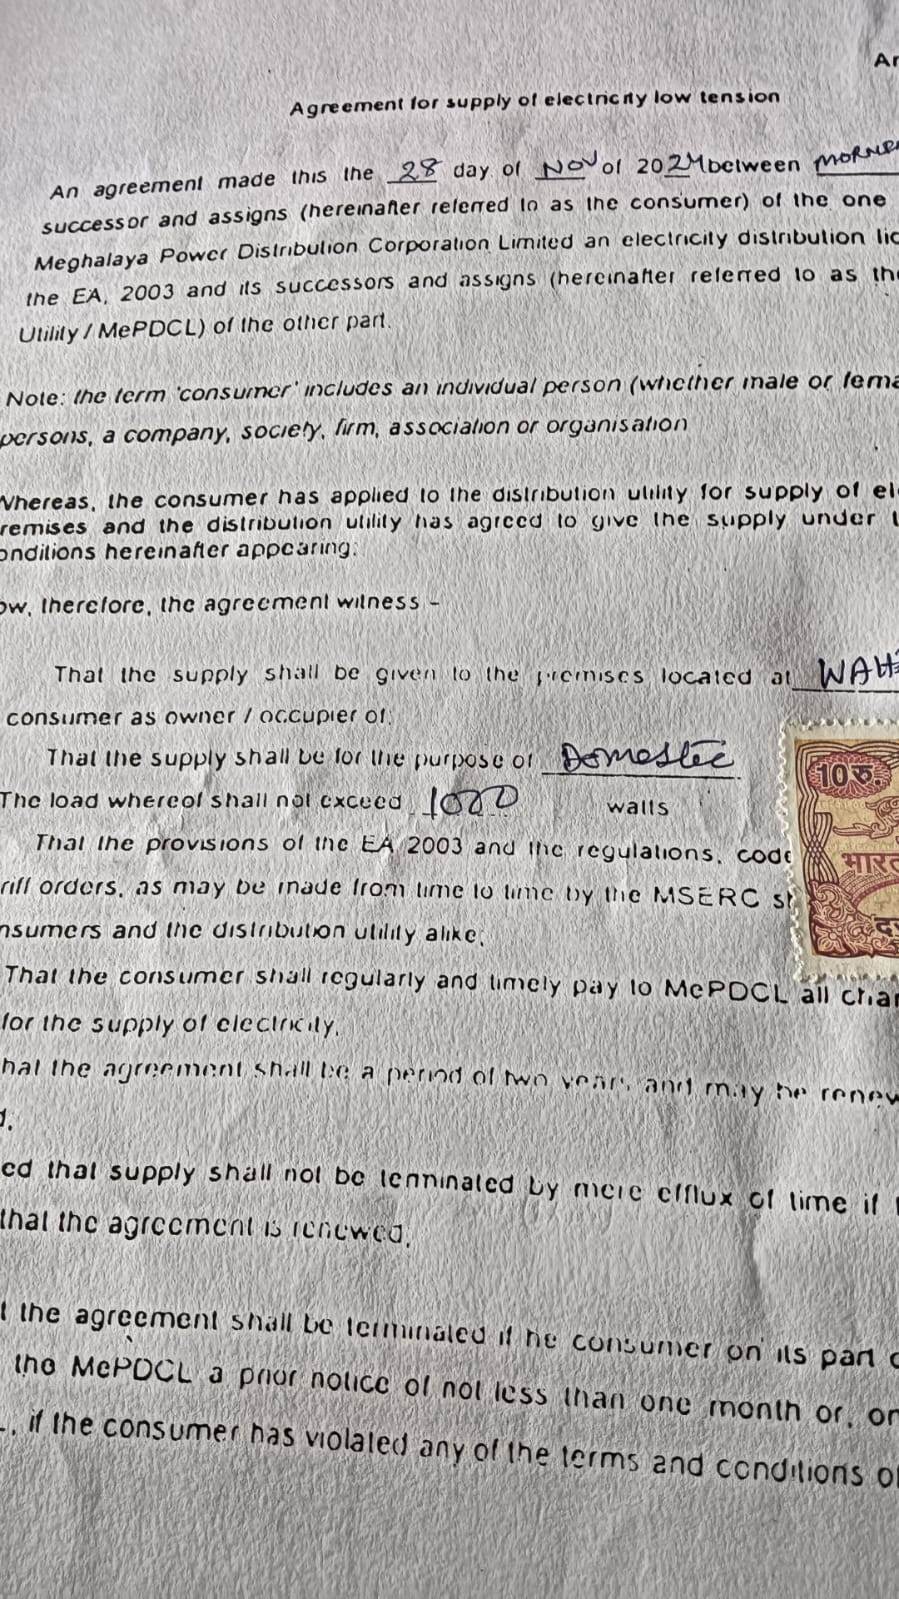 An
Agreement for supply of electricity low tension
An agreement made this the 28 day of NOV of 2024 between MORNE
successor and assigns (hereinafter referred to as the consumer) of the one
Meghalaya Power Distribution Corporation Limited an electricity distribution lic
the EA, 2003 and its successors and assigns (hereinafter referred to as the
Utility / MePDCL) of the other part.
Note: the term 'consumer' includes an individual person (whether male or fema
persons, a company, society, firm, association or organisation
Whereas, the consumer has applied to the distribution utility for supply of ele
remises and the distribution utility has agreed to give the supply under t
onditions hereinafter appearing:
ow, therefore, the agreement witness -
That the supply shall be given to the premises located at WAH
consumer as owner / occupier of:
That the supply shall be for the purpose of Domestic
The load whereof shall not exceed 1000 watts
10रु.
That the provisions of the EA 2003 and the regulations, code
भारत
riff orders, as may be made from time to time by the MSERC sh
nsumers and the distribution utility alike;
द
That the consumer shall regularly and timely pay to MePDCL all char
for the supply of electricity.
hat the agreement shall be a period of two years and may be renew
d.
ed that supply shall not be terminated by mere efflux of time if
that the agreement is renewed;
t the agreement shall be terminated if he consumer on its part
the MePDCL a prior notice of not less than one month or, on
, if the consumer has violated any of the terms and conditions of